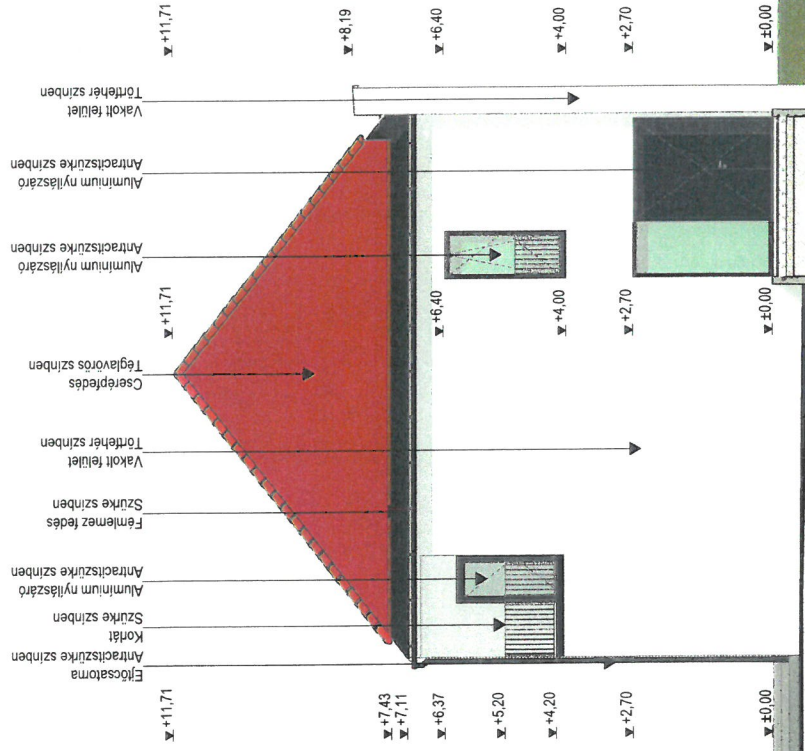 +11,71
+8,19
+6,40
+4,00
+2,70
±0,00
Vakolt felület
Törtfehér színben
Alumínium nyílászáró
Antracitszürke színben
Alumínium nyílászáró
Antracitszürke színben
+11,71
+6,40
+4,00
+2,70
±0,00
Cserépfedés
Téglavörös színben
Vakolt felület
Törtfehér színben
Fémlemez fedés
Szürke színben
Alumínium nyílászáró
Antracitszürke színben
Korlát
Szürke színben
Ejtőcsatorna
Antracitszürke színben
+11,71
+7,43
+7,11
+6,37
+5,20
+4,20
+2,70
±0,00